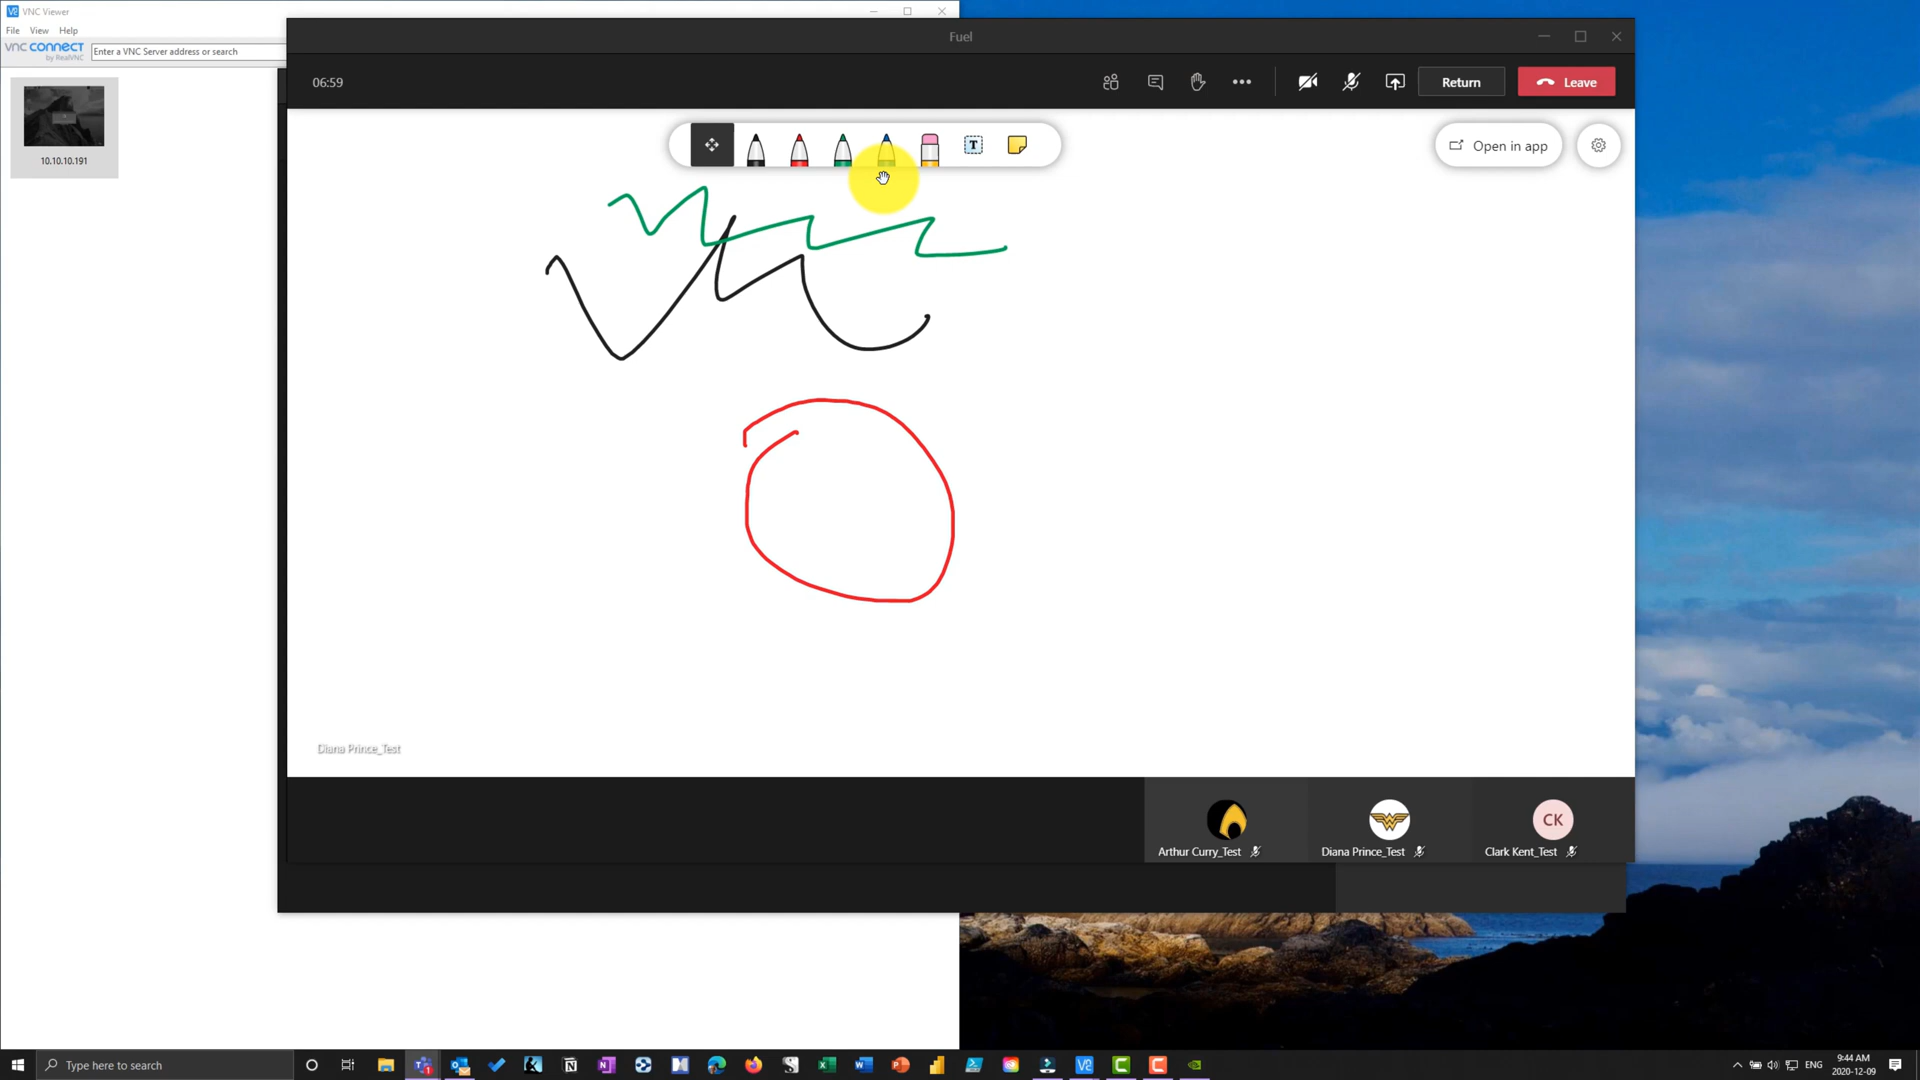 VNC Viewer
File View Help
VNC CONNECT
by RealVNC
Enter a VNC Server address or search
10.10.10.191
Fuel
06:59
Return
Leave
T
Open in app
Diana Prince_Test
CK
Arthur Curry_Test
Diana Prince_Test
Clark Kent_Test
Type here to search
ENG
9:44 AM
2020-12-09